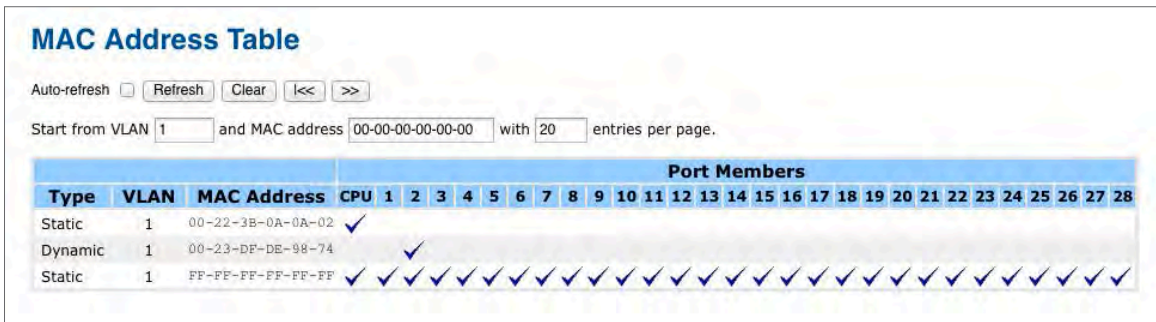 MAC Address Table
Auto-refresh Refresh Clear |<< >>
Start from VLAN 1 and MAC address 00-00-00-00-00-00 with 20 entries per page.
Port Members
Type VLAN MAC Address CPU 1 2 3 4 5 6 7 8 9 10 11 12 13 14 15 16 17 18 19 20 21 22 23 24 25 26 27 28
Static 1 00-22-3B-0A-0A-02
Dynamic 1 00-23-DF-DE-98-74
Static 1 FF-FF-FF-FF-FF-FF